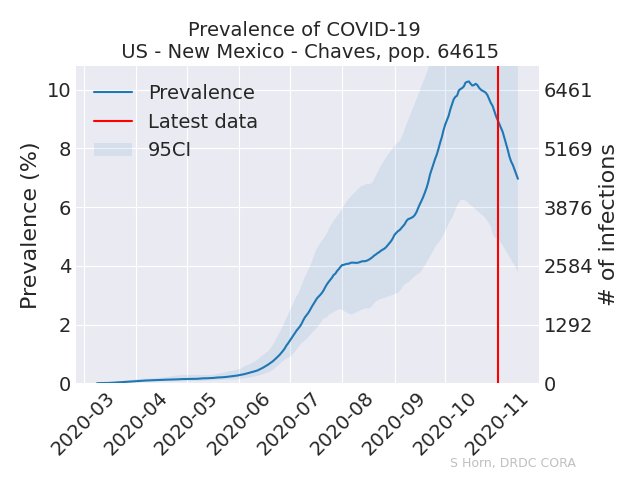 Prevalence of COVID-19
US - New Mexico - Chaves, pop. 64615
Prevalence
Latest data
95CI
Prevalence (%)
10
8
6
4
2
0
6461
5169
3876
2584
1292
0
# of infections
2020-03
2020-04
2020-05
2020-06
2020-07
2020-08
2020-09
2020-10
2020-11
S Horn, DRDC CORA